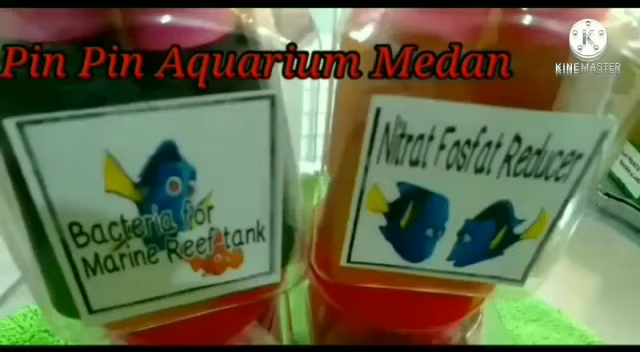 Pin Pin Aquarium Medan
KINEMASTER
Bacteria for
Marine Reef tank
Nitrat Fosfat Reducer